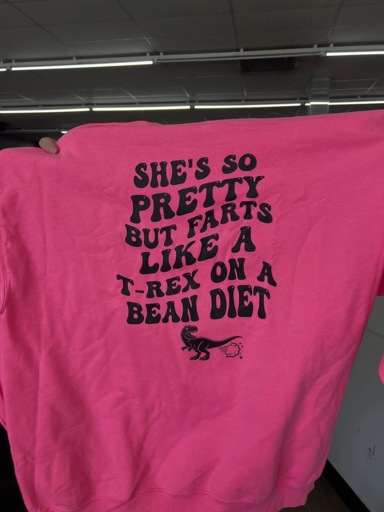 SHE'S SO
PRETTY
BUT FARTS
LIKE A
T-REX ON A
BEAN DIET